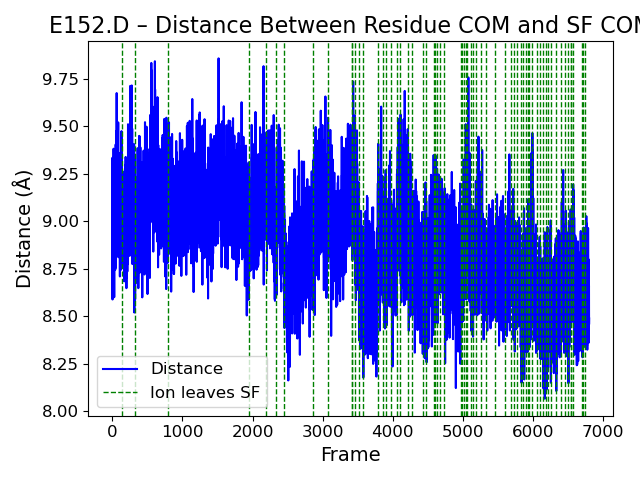 E152.D – Distance Between Residue COM and SF COM
Distance (Å)
9.75
9.50
9.25
9.00
8.75
8.50
8.25
8.00
Distance
Ion leaves SF
0 1000 2000 3000 4000 5000 6000 7000
Frame